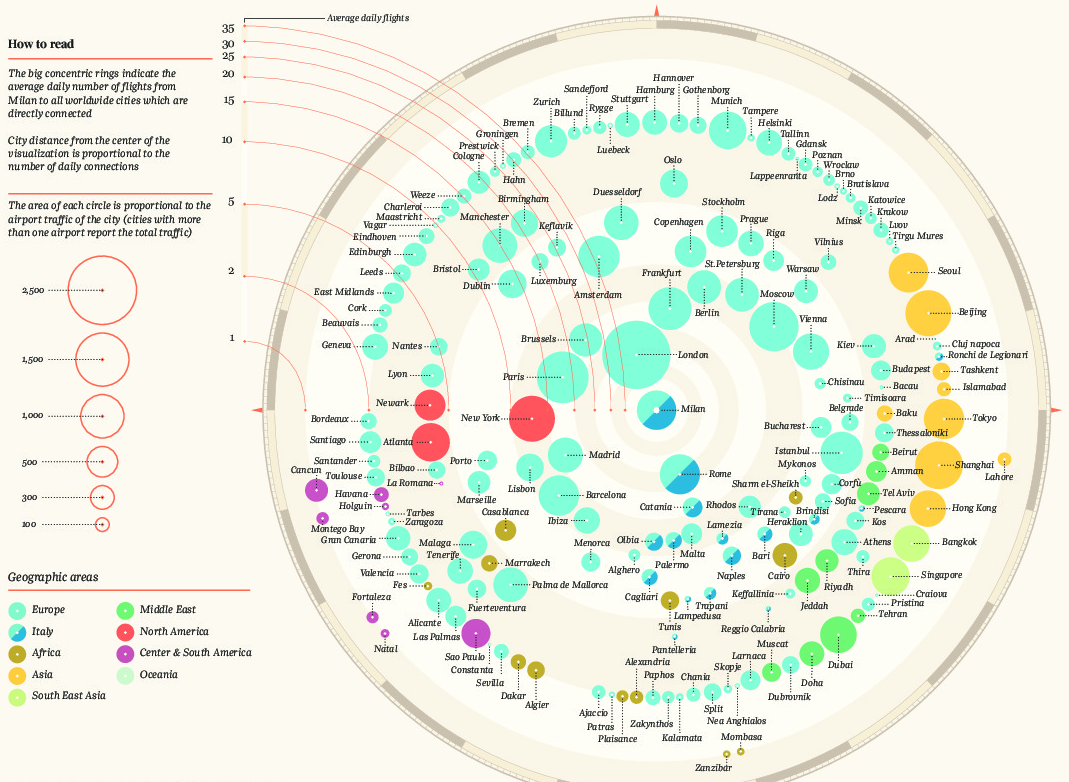 Average daily flights
35
30
25
20
15
10
5
2
1
How to read
The big concentric rings indicate the
average daily number of flights from
Milan to all worldwide cities which are
directly connected
City distance from the center of the
visualization is proportional to the
number of daily connections
The area of each circle is proportional to the
airport traffic of the city (cities with more
than one airport report the total traffic)
2,500
1,500
1,000
500
300
100
Geographic areas
Europe
Italy
Africa
Asia
South East Asia
Middle East
North America
Center & South America
Oceania
Hannover
Sandefjord
Hamburg
Gothenborg
Zurich
Billund
Rygge
Stuttgart
Munich
Tampere
Bremen
Helsinki
Groningen
Tallinn
Prestwick
Luebeck
Gdansk
Cologne
Poznan
Oslo
Wroclaw
Hahn
Lappeenranta
Brno
Bratislava
Weeze
Birmingham
Duesseldorf
Lodz
Katowice
Charleroi
Stockholm
Krakow
Maastricht
Manchester
Minsk
Lvov
Vagar
Keflavik
Copenhagen
Prague
Tirgu Mures
Eindhoven
Riga
Vilnius
Edinburgh
Bristol
Luxemburg
Frankfurt
St.Petersburg
Warsaw
Seoul
Leeds
Dublin
East Midlands
Amsterdam
Moscow
Cork
Berlin
Beijing
Beauvais
Vienna
Brussels
Arad
Geneva
Nantes
Kiev
Cluj napoca
London
Ronchi de Legionari
Lyon
Paris
Budapest
Tashkent
Chisinau
Bacau
Islamabad
Newark
Timisoara
Milan
Belgrade
Baku
Bordeaux
New York
Tokyo
Bucharest
Thessaloniki
Santiago
Atlanta
Istanbul
Beirut
Santander
Porto
Madrid
Mykonos
Shanghai
Cancun
Bilbao
Rome
Amman
Toulouse
Lahore
La Romana
Sharm el-Sheikh
Corfù
Havana
Lisbon
Barcelona
Tel Aviv
Holguin
Marseille
Rhodos
Sofia
Catania
Pescara
Hong Kong
Tarbes
Casablanca
Tirana
Brindisi
Montego Bay
Zaragoza
Ibiza
Lamezia
Heraklion
Kos
Gran Canaria
Malaga
Menorca
Olbia
Athens
Bangkok
Gerona
Tenerife
Malta
Bari
Marrakech
Alghero
Palermo
Thira
Valencia
Naples
Cairo
Singapore
Fes
Palma de Mallorca
Riyadh
Cagliari
Keffallinia
Craiova
Fortaleza
Fuerteventura
Trapani
Jeddah
Pristina
Alicante
Lampedusa
Tehran
Las Palmas
Tunis
Reggio Calabria
Natal
Pantelleria
Muscat
Sao Paulo
Larnaca
Dubai
Alexandria
Constanta
Paphos
Chania
Skopje
Sevilla
Doha
Dakar
Dubrovnik
Algier
Split
Ajaccio
Nea Anghialos
Patras
Zakynthos
Plaisance
Kalamata
Mombasa
Zanzibar